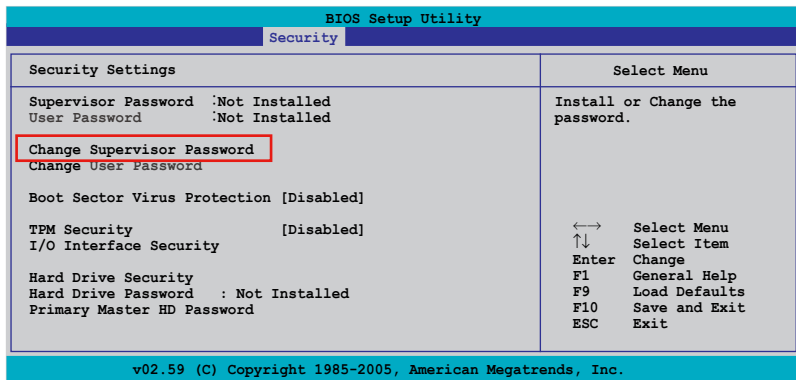 BIOS Setup Utility
Security
Security Settings
Supervisor Password :Not Installed
User Password :Not Installed
Change Supervisor Password
Change User Password
Boot Sector Virus Protection [Disabled]
TPM Security [Disabled]
I/O Interface Security
Hard Drive Security
Hard Drive Password : Not Installed
Primary Master HD Password
Select Menu
Install or Change the
password.
←→ Select Menu
↑↓ Select Item
Enter Change
F1 General Help
F9 Load Defaults
F10 Save and Exit
ESC Exit
v02.59 (C) Copyright 1985-2005, American Megatrends, Inc.